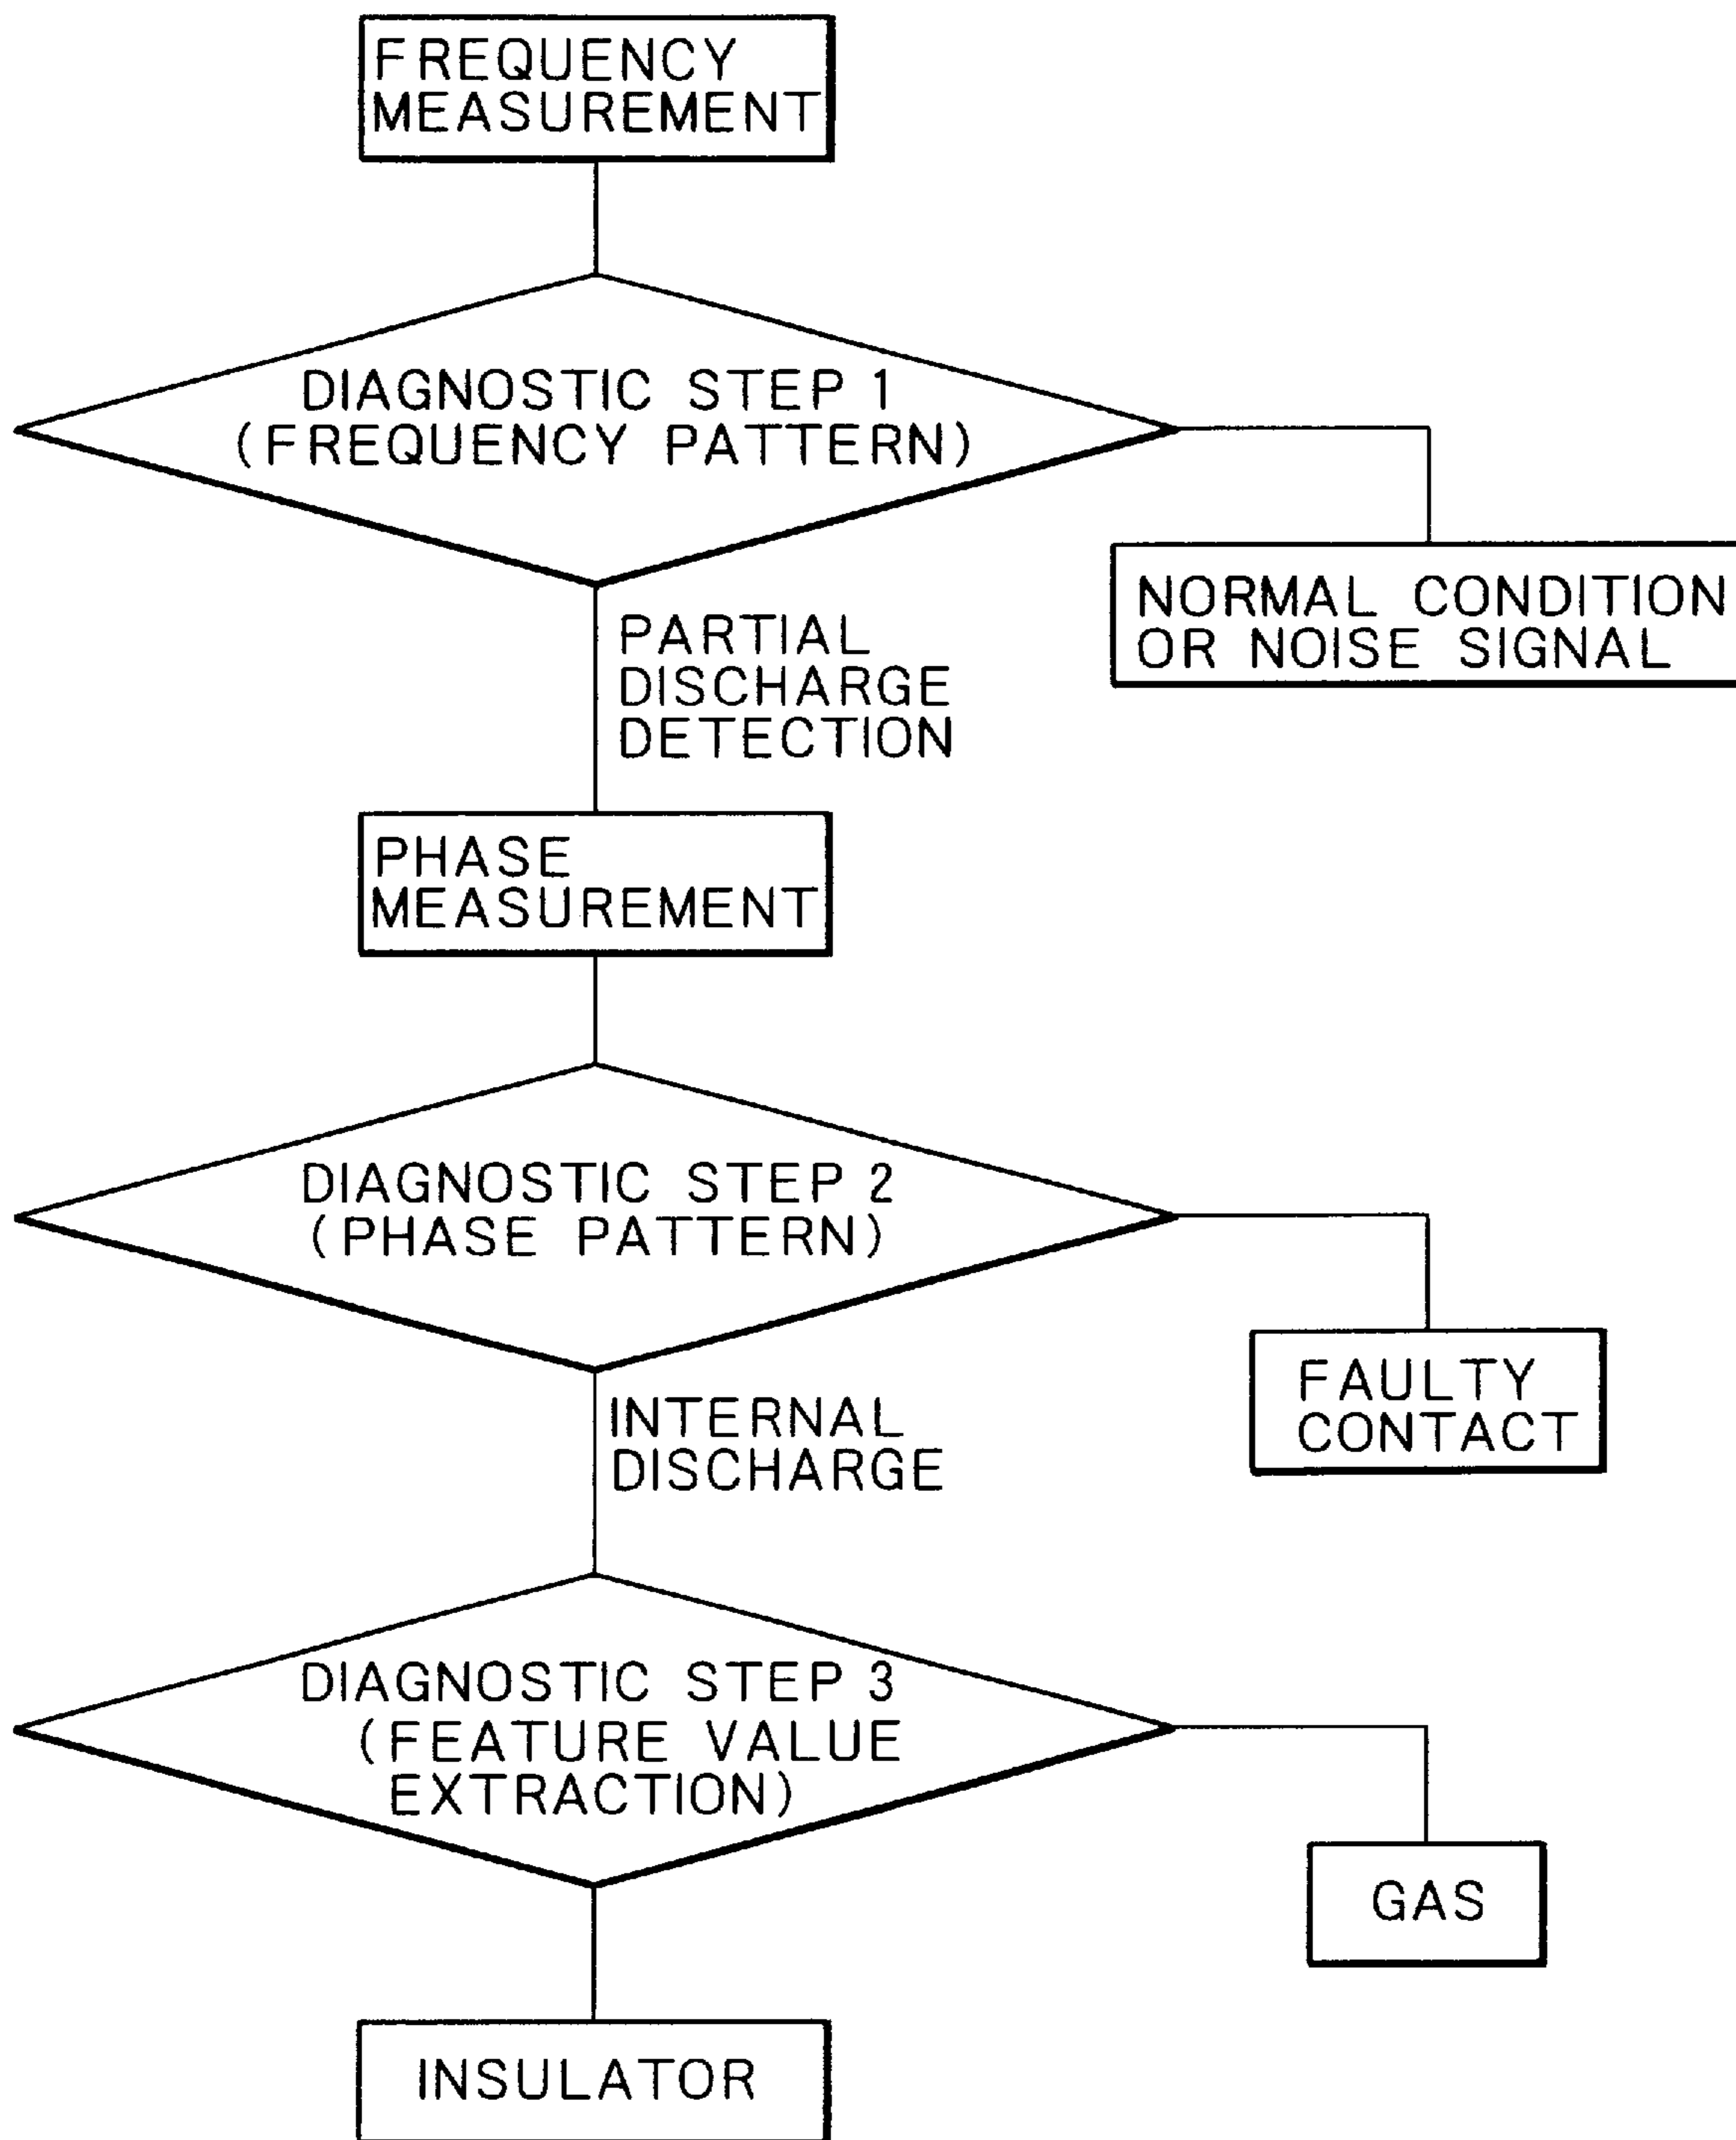 FREQUENCY
MEASUREMENT
DIAGNOSTIC STEP 1
(FREQUENCY PATTERN)
NORMAL CONDITION
OR NOISE SIGNAL
PARTIAL
DISCHARGE
DETECTION
PHASE
MEASUREMENT
DIAGNOSTIC STEP 2
(PHASE PATTERN)
FAULTY
CONTACT
INTERNAL
DISCHARGE
DIAGNOSTIC STEP 3
(FEATURE VALUE
EXTRACTION)
GAS
INSULATOR